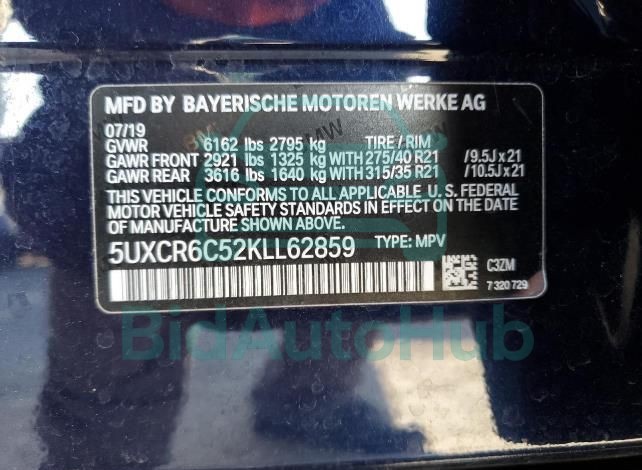 MFD BY BAYERISCHE MOTOREN WERKE AG
07/19
GVWR 6162 lbs 2795 kg TIRE / RIM
GAWR FRONT 2921 lbs 1325 kg WITH 275/40 R21 /9.5J x 21
GAWR REAR 3616 lbs 1640 kg WITH 315/35 R21 /10.5J x 21
THIS VEHICLE CONFORMS TO ALL APPLICABLE U. S. FEDERAL
MOTOR VEHICLE SAFETY STANDARDS IN EFFECT ON THE DATE
OF MANUFACTURE SHOWN ABOVE.
5UXCR6C52KLL62859 TYPE: MPV
C3ZM
7 320 729
BidAutoHub